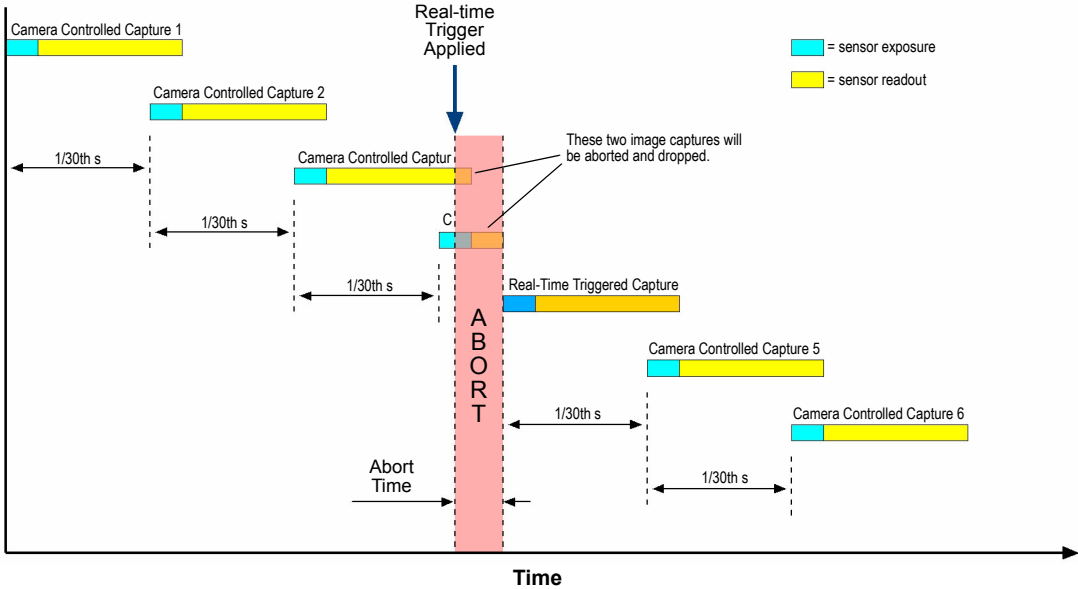 Real-time
Trigger
Applied
Camera Controlled Capture 1
= sensor exposure
= sensor readout
Camera Controlled Capture 2
These two image captures will
be aborted and dropped.
1/30th s
Camera Controlled Captur
1/30th s
C
1/30th s
Real-Time Triggered Capture
A
B
O
R
T
Camera Controlled Capture 5
1/30th s
Camera Controlled Capture 6
Abort
Time
1/30th s
Time